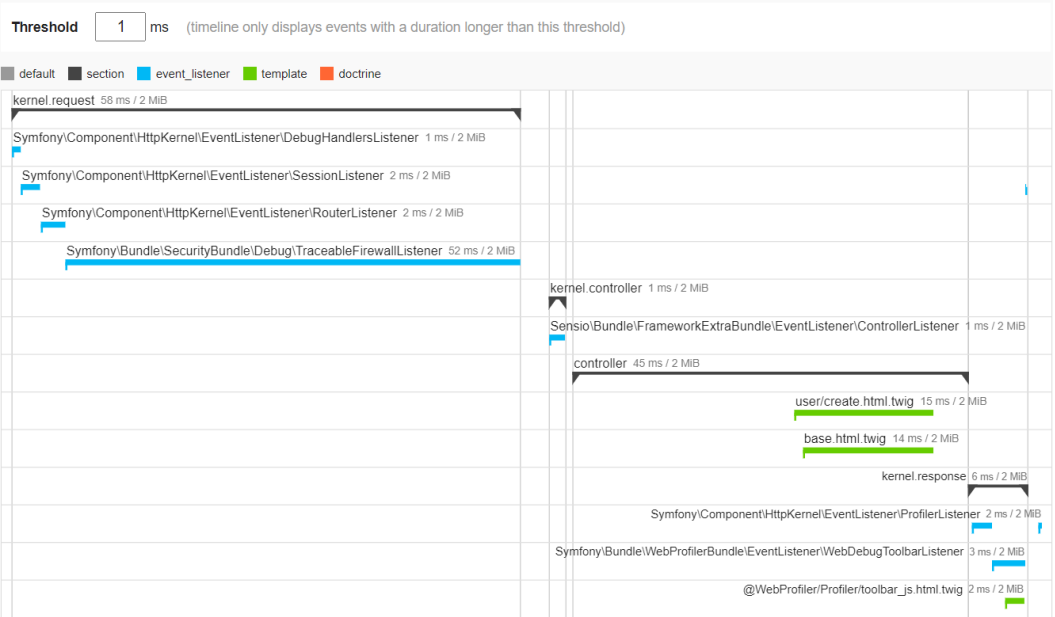 Threshold 1 ms (timeline only displays events with a duration longer than this threshold)
default section event_listener template doctrine
kernel.request 58 ms / 2 MiB
Symfony\Component\HttpKernel\EventListener\DebugHandlersListener 1 ms / 2 MiB
Symfony\Component\HttpKernel\EventListener\SessionListener 2 ms / 2 MiB
Symfony\Component\HttpKernel\EventListener\RouterListener 2 ms / 2 MiB
Symfony\Bundle\SecurityBundle\Debug\TraceableFirewallListener 52 ms / 2 MiB
kernel.controller 1 ms / 2 MiB
Sensio\Bundle\FrameworkExtraBundle\EventListener\ControllerListener 1 ms / 2 MiB
controller 45 ms / 2 MiB
user/create.html.twig 15 ms / 2 MiB
base.html.twig 14 ms / 2 MiB
kernel.response 6 ms / 2 MiB
Symfony\Component\HttpKernel\EventListener\ProfilerListener 2 ms / 2 MiB
Symfony\Bundle\WebProfilerBundle\EventListener\WebDebugToolbarListener 3 ms / 2 MiB
@WebProfiler/Profiler/toolbar_js.html.twig 2 ms / 2 MiB